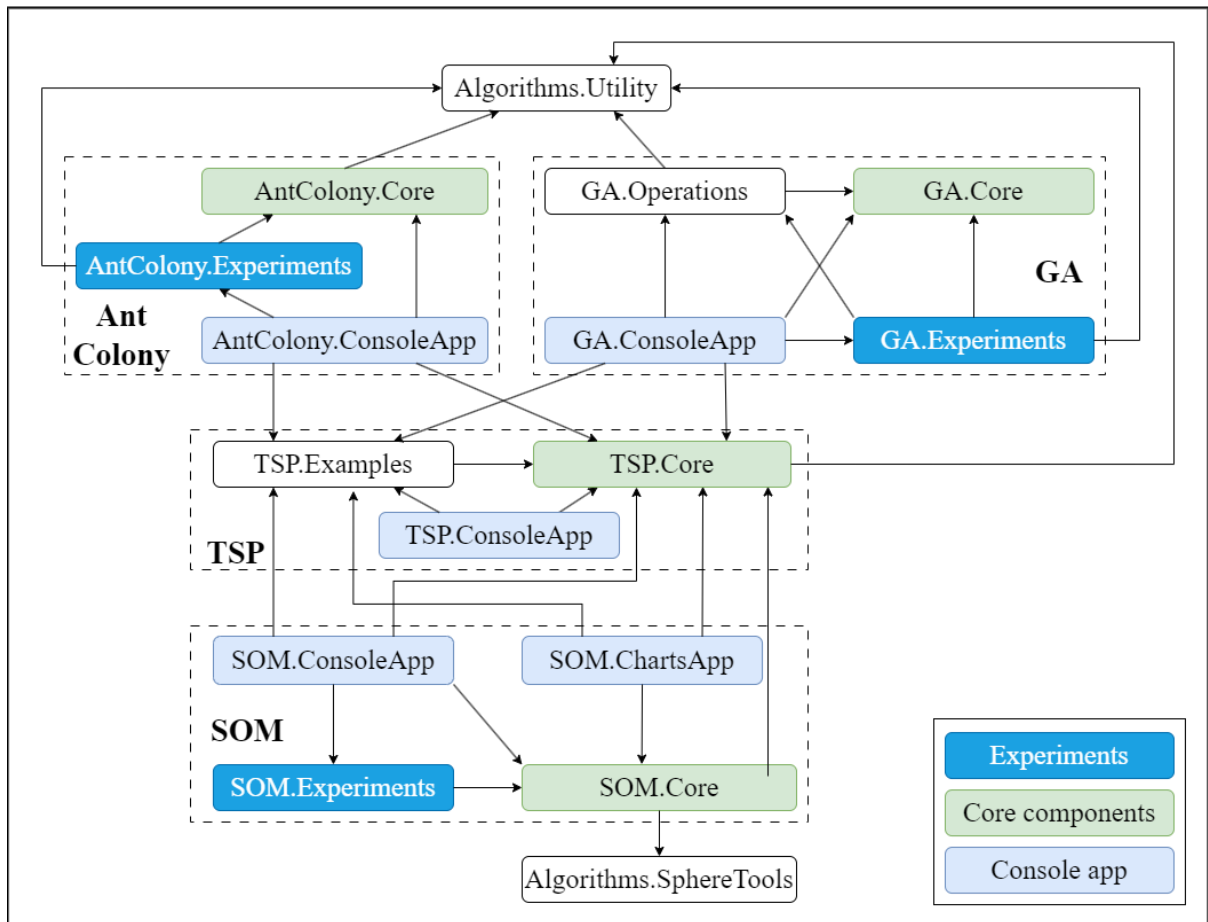 Algorithms.Utility
AntColony.Core
AntColony.Experiments
Ant
Colony
AntColony.ConsoleApp
GA.Operations
GA.Core
GA
GA.ConsoleApp
GA.Experiments
TSP.Examples
TSP.Core
TSP.ConsoleApp
TSP
SOM.ConsoleApp
SOM.ChartsApp
SOM
SOM.Experiments
SOM.Core
Algorithms.SphereTools
Experiments
Core components
Console app